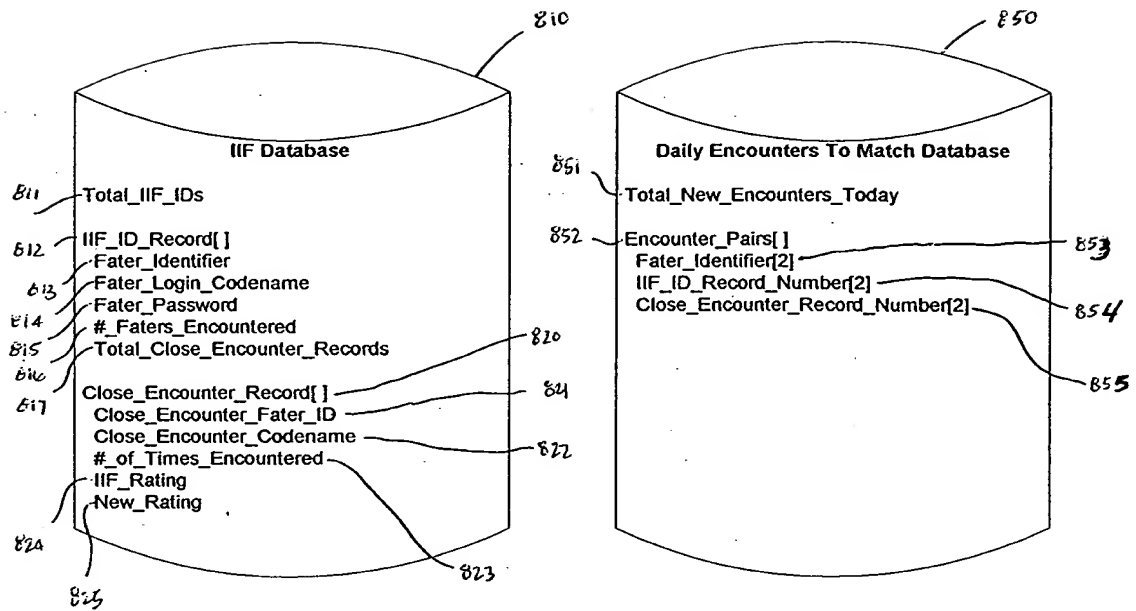 810
850
IIF Database
Daily Encounters To Match Database
811
Total_IIF_IDs
851
Total_New_Encounters_Today
812
IIF_ID_Record[ ]
852
Encounter_Pairs[ ]
813
Fater_Identifier
Fater_Identifier[2]
853
814
Fater_Login_Codename
IIF_ID_Record_Number[2]
854
815
Fater_Password
Close_Encounter_Record_Number[2]
855
816
#_Faters_Encountered
817
Total_Close_Encounter_Records
820
Close_Encounter_Record[ ]
821
Close_Encounter_Fater_ID
Close_Encounter_Codename
822
#_of_Times_Encountered
823
824
IIF_Rating
825
New_Rating